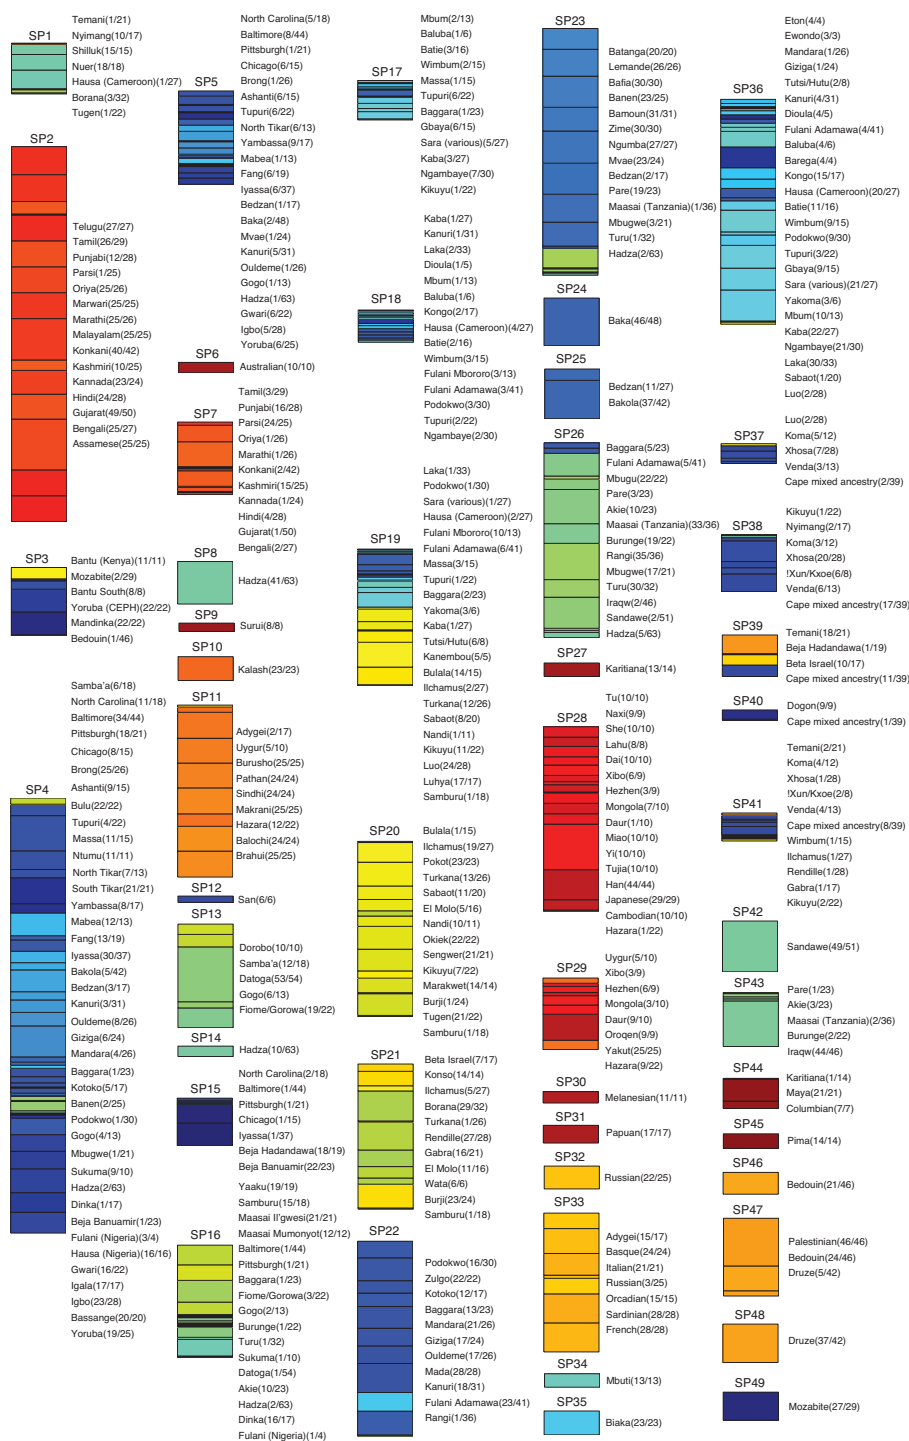 Temani(1/21)
SP1
Nyimang(10/17)
Shilluk(15/15)
Nuer(18/18)
Hausa (Cameroon)(1/27)
Borana(3/32)
Tugen(1/22)
SP2
Telugu(27/27)
Tamil(26/29)
Punjabi(12/28)
Parsi(1/25)
Oriya(25/26)
Marwari(25/25)
Marathi(25/26)
Malayalam(25/25)
Konkani(40/42)
Kashmiri(10/25)
Kannada(23/24)
Hindi(24/28)
Gujarat(49/50)
Bengali(25/27)
Assamese(25/25)
SP3
Bantu (Kenya)(11/11)
Mozabite(2/29)
Bantu South(8/8)
Yoruba (CEPH)(22/22)
Mandinka(22/22)
Bedouin(1/46)
Samba'a(6/18)
North Carolina(11/18)
Baltimore(34/44)
Pittsburgh(18/21)
Chicago(8/15)
Brong(25/26)
Ashanti(9/15)
SP4
Bulu(22/22)
Tupuri(4/22)
Massa(11/15)
Ntumu(11/11)
North Tikar(7/13)
South Tikar(21/21)
Yambassa(8/17)
Mabea(12/13)
Fang(13/19)
Iyassa(30/37)
Bakola(5/42)
Bedzan(3/17)
Kanuri(3/31)
Ouldeme(8/26)
Giziga(6/24)
Mandara(4/26)
Baggara(1/23)
Kotoko(5/17)
Banen(2/25)
Podokwo(1/30)
Gogo(4/13)
Mbugwe(1/21)
Sukuma(9/10)
Hadza(2/63)
Dinka(1/17)
Beja Banuamir(1/23)
Fulani (Nigeria)(3/4)
Hausa (Nigeria)(16/16)
Gwari(16/22)
Igala(17/17)
Igbo(23/28)
Bassange(20/20)
Yoruba(19/25)
North Carolina(5/18)
Baltimore(8/44)
Pittsburgh(1/21)
Chicago(6/15)
Brong(1/26)
SP5
Ashanti(6/15)
Tupuri(6/22)
North Tikar(6/13)
Yambassa(9/17)
Mabea(1/13)
Fang(6/19)
Iyassa(6/37)
Bedzan(1/17)
Baka(2/48)
Mvae(1/24)
Kanuri(5/31)
Ouldeme(1/26)
Gogo(1/13)
Hadza(1/63)
Gwari(6/22)
Igbo(5/28)
Yoruba(6/25)
SP6
Australian(10/10)
Tamil(3/29)
Punjabi(16/28)
SP7
Parsi(24/25)
Oriya(1/26)
Marathi(1/26)
Konkani(2/42)
Kashmiri(15/25)
Kannada(1/24)
Hindi(4/28)
Gujarat(1/50)
Bengali(2/27)
SP8
Hadza(41/63)
SP9
Surui(8/8)
SP10
Kalash(23/23)
SP11
Adygei(2/17)
Uygur(5/10)
Burusho(25/25)
Pathan(24/24)
Sindhi(24/24)
Makrani(25/25)
Hazara(12/22)
Balochi(24/24)
Brahui(25/25)
SP12
San(6/6)
SP13
Dorobo(10/10)
Samba'a(12/18)
Datoga(53/54)
Gogo(6/13)
Fiome/Gorowa(19/22)
SP14
Hadza(10/63)
North Carolina(2/18)
SP15
Baltimore(1/44)
Pittsburgh(1/21)
Chicago(1/15)
Iyassa(1/37)
Beja Hadandawa(18/19)
Beja Banuamir(22/23)
Yaaku(19/19)
Samburu(15/18)
Maasai Il'gwesi(21/21)
Maasai Mumonyot(12/12)
SP16
Baltimore(1/44)
Pittsburgh(1/21)
Baggara(1/23)
Fiome/Gorowa(3/22)
Gogo(2/13)
Burunge(1/22)
Turu(1/32)
Sukuma(1/10)
Datoga(1/54)
Akie(10/23)
Hadza(2/63)
Dinka(16/17)
Fulani (Nigeria)(1/4)
Mbum(2/13)
Baluba(1/6)
Batie(3/16)
Wimbum(2/15)
SP17
Massa(1/15)
Tupuri(6/22)
Baggara(1/23)
Gbaya(6/15)
Sara (various)(5/27)
Kaba(3/27)
Ngambaye(7/30)
Kikuyu(1/22)
Kaba(1/27)
Kanuri(1/31)
Laka(2/33)
Dioula(1/5)
Mbum(1/13)
Baluba(1/6)
SP18
Kongo(2/17)
Hausa (Cameroon)(4/27)
Batie(2/16)
Wimbum(3/15)
Fulani Mbororo(3/13)
Fulani Adamawa(3/41)
Podokwo(3/30)
Tupuri(2/22)
Ngambaye(2/30)
Laka(1/33)
Podokwo(1/30)
Sara (various)(1/27)
Hausa (Cameroon)(2/27)
Fulani Mbororo(10/13)
SP19
Fulani Adamawa(6/41)
Massa(3/15)
Tupuri(1/22)
Baggara(2/23)
Yakoma(3/6)
Kaba(1/27)
Tutsi/Hutu(6/8)
Kanembou(5/5)
Bulala(14/15)
Ilchamus(2/27)
Turkana(12/26)
Sabaot(8/20)
Nandi(1/11)
Kikuyu(11/22)
Luo(24/28)
Luhya(17/17)
Samburu(1/18)
SP20
Bulala(1/15)
Ilchamus(19/27)
Pokot(23/23)
Turkana(13/26)
Sabaot(11/20)
El Molo(5/16)
Nandi(10/11)
Okiek(22/22)
Sengwer(21/21)
Kikuyu(7/22)
Marakwet(14/14)
Burji(1/24)
Tugen(21/22)
Samburu(1/18)
SP21
Beta Israel(7/17)
Konso(14/14)
Ilchamus(5/27)
Borana(29/32)
Turkana(1/26)
Rendille(27/28)
Gabra(16/21)
El Molo(11/16)
Wata(6/6)
Burji(23/24)
Samburu(1/18)
SP22
Podokwo(16/30)
Zulgo(22/22)
Kotoko(12/17)
Baggara(13/23)
Mandara(21/26)
Giziga(17/24)
Ouldeme(17/26)
Mada(28/28)
Kanuri(18/31)
Fulani Adamawa(23/41)
Rangi(1/36)
SP23
Batanga(20/20)
Lemande(26/26)
Bafia(30/30)
Banen(23/25)
Bamoun(31/31)
Zime(30/30)
Ngumba(27/27)
Mvae(23/24)
Bedzan(2/17)
Pare(19/23)
Maasai (Tanzania)(1/36)
Mbugwe(3/21)
Turu(1/32)
Hadza(2/63)
SP24
Baka(46/48)
SP25
Bedzan(11/27)
Bakola(37/42)
SP26
Baggara(5/23)
Fulani Adamawa(5/41)
Mbugu(22/22)
Pare(3/23)
Akie(10/23)
Maasai (Tanzania)(33/36)
Burunge(19/22)
Rangi(35/36)
Mbugwe(17/21)
Turu(30/32)
Iraqw(2/46)
Sandawe(2/51)
Hadza(5/63)
SP27
Karitiana(13/14)
Tu(10/10)
Naxi(9/9)
SP28
She(10/10)
Lahu(8/8)
Dai(10/10)
Xibo(6/9)
Hezhen(3/9)
Mongola(7/10)
Daur(1/10)
Miao(10/10)
Yi(10/10)
Tujia(10/10)
Han(44/44)
Japanese(29/29)
Cambodian(10/10)
Hazara(1/22)
Uygur(5/10)
SP29
Xibo(3/9)
Hezhen(6/9)
Mongola(3/10)
Daur(9/10)
Oroqen(9/9)
Yakut(25/25)
Hazara(9/22)
SP30
Melanesian(11/11)
SP31
Papuan(17/17)
SP32
Russian(22/25)
SP33
Adygei(15/17)
Basque(24/24)
Italian(21/21)
Russian(3/25)
Orcadian(15/15)
Sardinian(28/28)
French(28/28)
SP34
Mbuti(13/13)
SP35
Biaka(23/23)
Eton(4/4)
Ewondo(3/3)
Mandara(1/26)
Giziga(1/24)
Tutsi/Hutu(2/8)
SP36
Kanuri(4/31)
Dioula(4/5)
Fulani Adamawa(4/41)
Baluba(4/6)
Barega(4/4)
Kongo(15/17)
Hausa (Cameroon)(20/27)
Batie(11/16)
Wimbum(9/15)
Podokwo(9/30)
Tupuri(3/22)
Gbaya(9/15)
Sara (various)(21/27)
Yakoma(3/6)
Mbum(10/13)
Kaba(22/27)
Ngambaye(21/30)
Laka(30/33)
Sabaot(1/20)
Luo(2/28)
Luo(2/28)
SP37
Koma(5/12)
Xhosa(7/28)
Venda(3/13)
Cape mixed ancestry(2/39)
Kikuyu(1/22)
SP38
Nyimang(2/17)
Koma(3/12)
Xhosa(20/28)
!Xun/Kxoe(6/8)
Venda(6/13)
Cape mixed ancestry(17/39)
SP39
Temani(18/21)
Beja Hadandawa(1/19)
Beta Israel(10/17)
Cape mixed ancestry(11/39)
SP40
Dogon(9/9)
Cape mixed ancestry(1/39)
Temani(2/21)
Koma(4/12)
Xhosa(1/28)
!Xun/Kxoe(2/8)
SP41
Venda(4/13)
Cape mixed ancestry(8/39)
Wimbum(1/15)
Ilchamus(1/27)
Rendille(1/28)
Gabra(1/17)
Kikuyu(2/22)
SP42
Sandawe(49/51)
SP43
Pare(1/23)
Akie(3/23)
Maasai (Tanzania)(2/36)
Burunge(2/22)
Iraqw(44/46)
SP44
Karitiana(1/14)
Maya(21/21)
Columbian(7/7)
SP45
Pima(14/14)
SP46
Bedouin(21/46)
SP47
Palestinian(46/46)
Bedouin(24/46)
Druze(5/42)
SP48
Druze(37/42)
SP49
Mozabite(27/29)